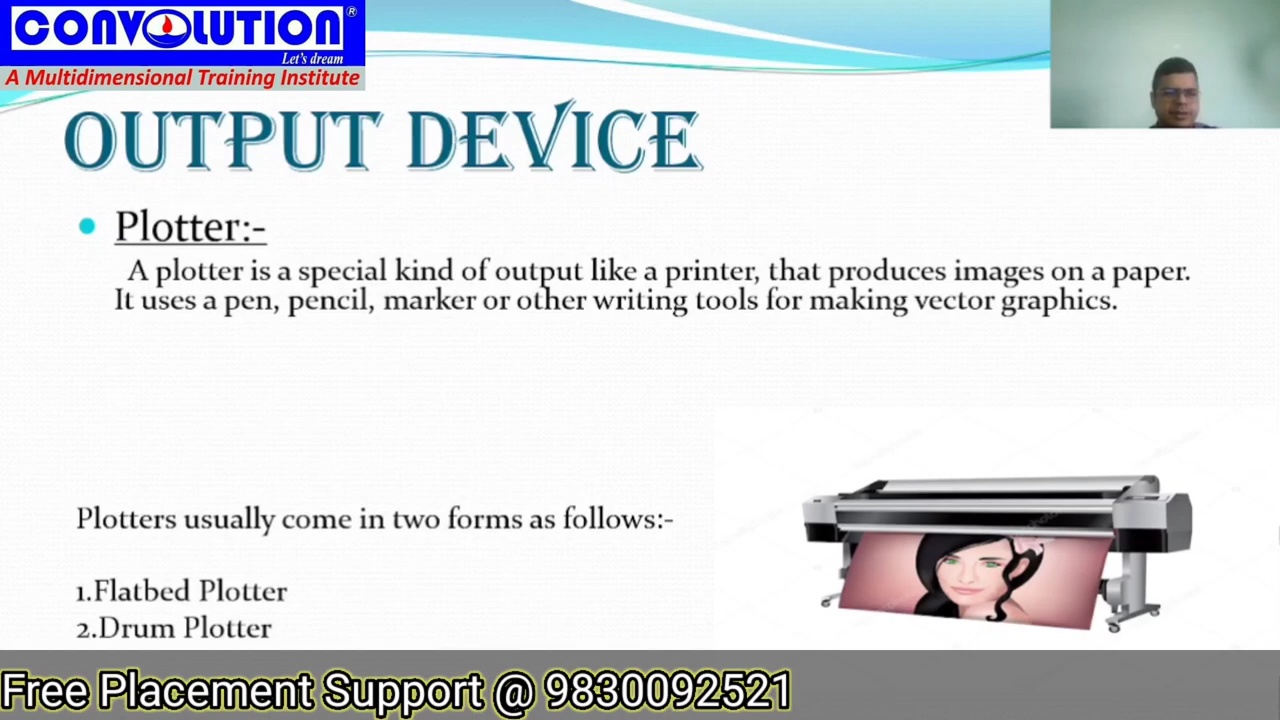 CONVOLUTION®
Let's dream
A Multidimensional Training Institute
OUTPUT DEVICE
• Plotter:-
A plotter is a special kind of output like a printer, that produces images on a paper.
It uses a pen, pencil, marker or other writing tools for making vector graphics.
Plotters usually come in two forms as follows:-
1.Flatbed Plotter
2.Drum Plotter
Free Placement Support @ 9830092521